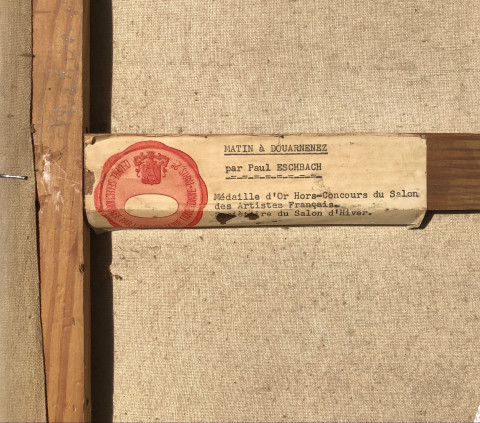 MATIN à DOUARNENEZ
par Paul ESCHBACH
Médaille d'Or Hors-Concours du Salon
des Artistes Français.
du Salon d'Hiver.